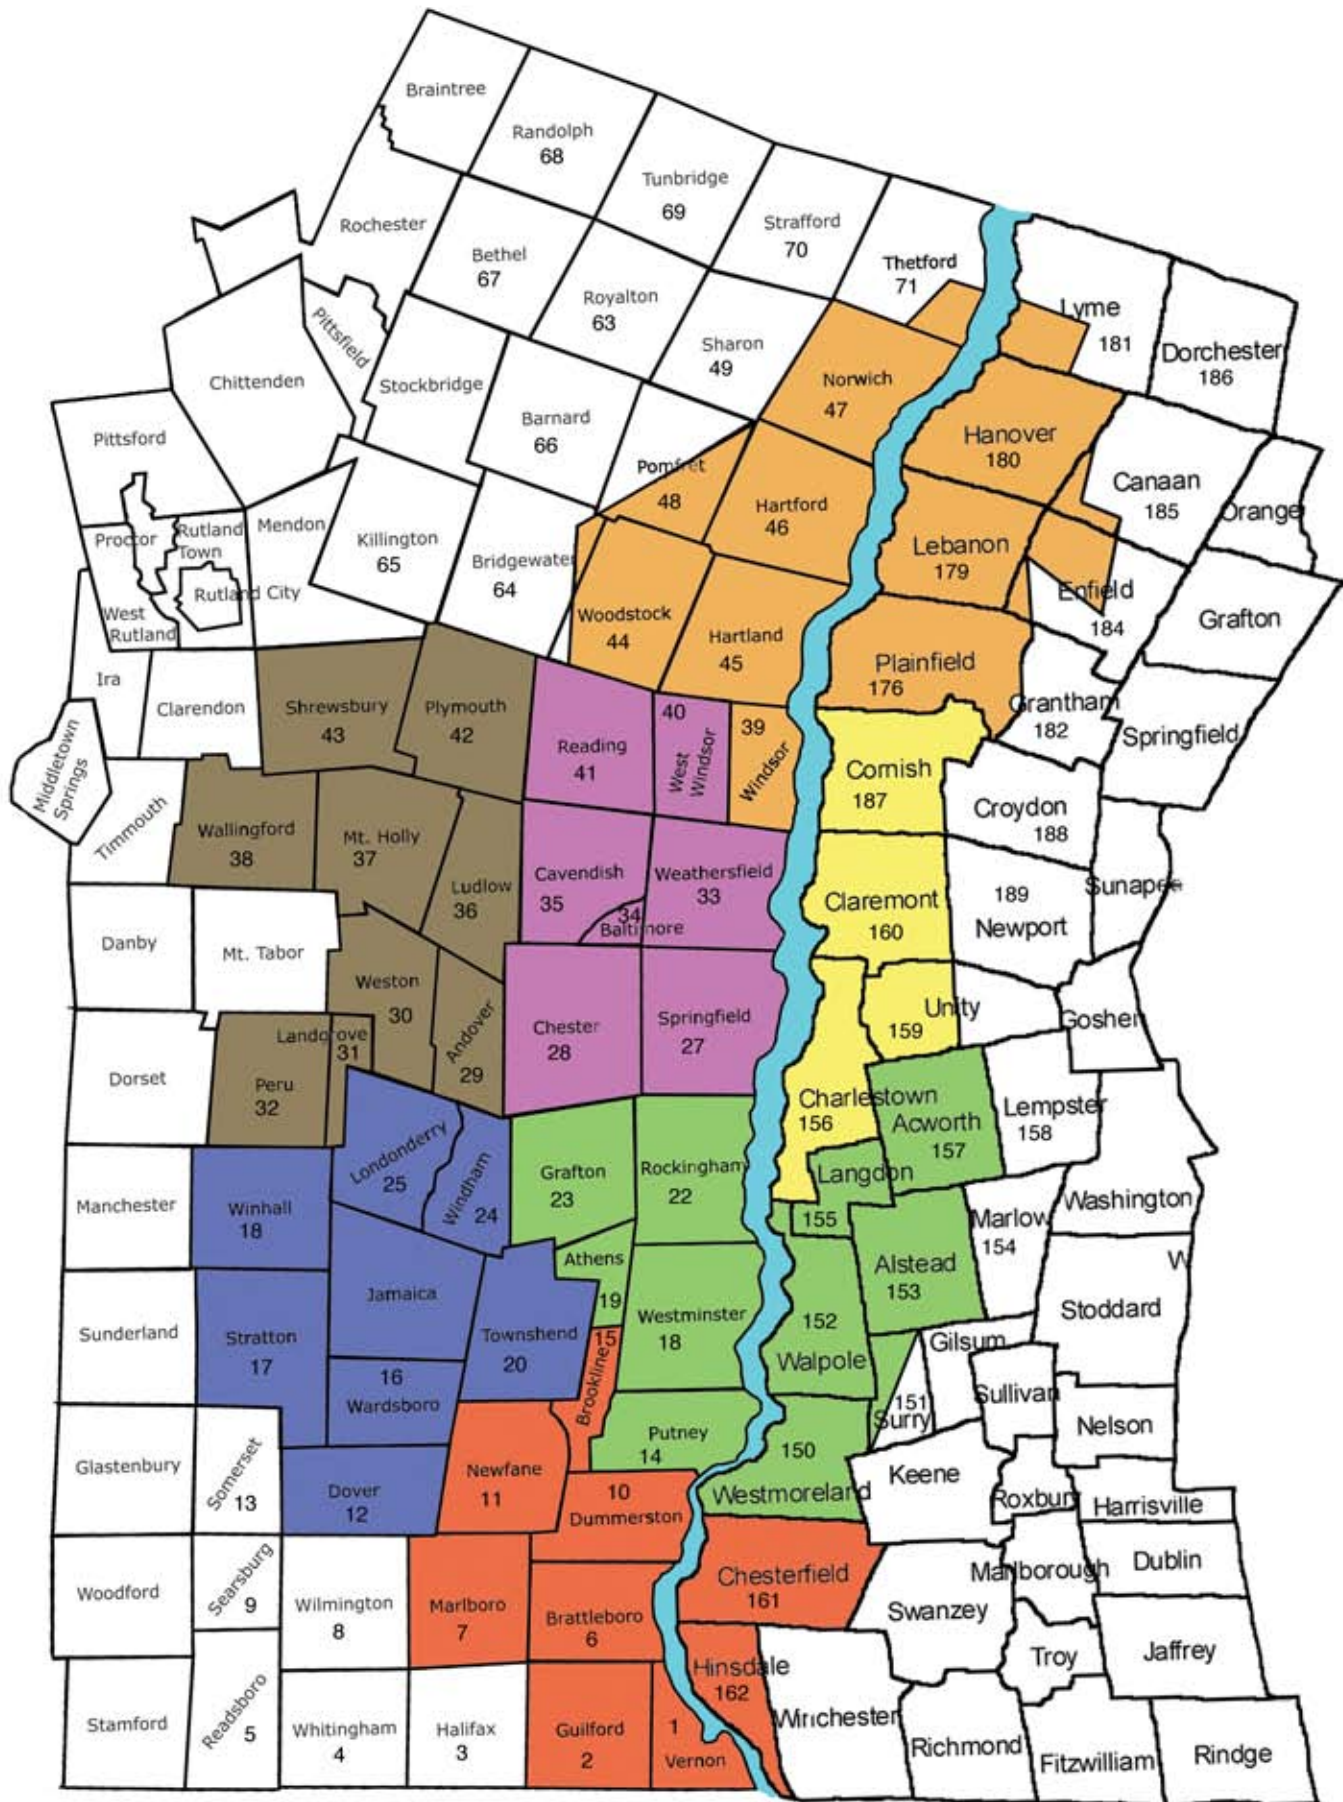 Braintree
Randolph
68
Tunbridge
69
Strafford
70
Thetford
71
Rochester
Bethel
67
Royalton
63
Sharon
49
Lyme
181
Dorchester
186
Pittsfield
Chittenden
Stockbridge
Barnard
66
Norwich
47
Hanover
180
Canaan
185
Orange
Pittsford
Pomfret
48
Hartford
46
Lebanon
179
Enfield
184
Grafton
Proctor
Rutland
Town
Mendon
Killington
65
Bridgewater
64
Rutland City
West
Rutland
Woodstock
44
Hartland
45
Plainfield
176
Grantham
182
Springfield
Ira
Clarendon
Shrewsbury
43
Plymouth
42
Reading
41
40
West
Windsor
39
Windsor
Cornish
187
Croydon
188
Middletown
Springs
Timmouth
Wallingford
38
Mt. Holly
37
Ludlow
36
Cavendish
35
34
Baltimore
Weathersfield
33
Claremont
160
189
Newport
Sunapee
Danby
Mt. Tabor
Weston
30
Andover
29
Chester
28
Springfield
27
Unity
159
Goshen
Dorset
Landgrove
31
Peru
32
Charlestown
156
Acworth
157
Lempster
158
Londonderry
25
Windham
24
Grafton
23
Rockingham
22
Langdon
155
Washington
Manchester
Winhall
18
Marlow
154
Alstead
153
Athens
19
W
Jamaica
Westminster
18
152
Walpole
Stoddard
Sunderland
Stratton
17
Townshend
20
15
Brookline
Gilsum
16
Wardsboro
151
Surry
Sullivan
Nelson
Putney
14
150
Westmoreland
Keene
Glastenbury
Somerset
13
Dover
12
Newfane
11
10
Dummerston
Roxbury
Harrisville
Woodford
Searsburg
9
Wilmington
8
Marlboro
7
Brattleboro
6
Chesterfield
161
Marlborough
Dublin
Swanzey
Troy
Jaffrey
Stamford
Readsboro
5
Whitingham
4
Halifax
3
Guilford
2
1
Vernon
Hinsdale
162
Winchester
Richmond
Fitzwilliam
Rindge